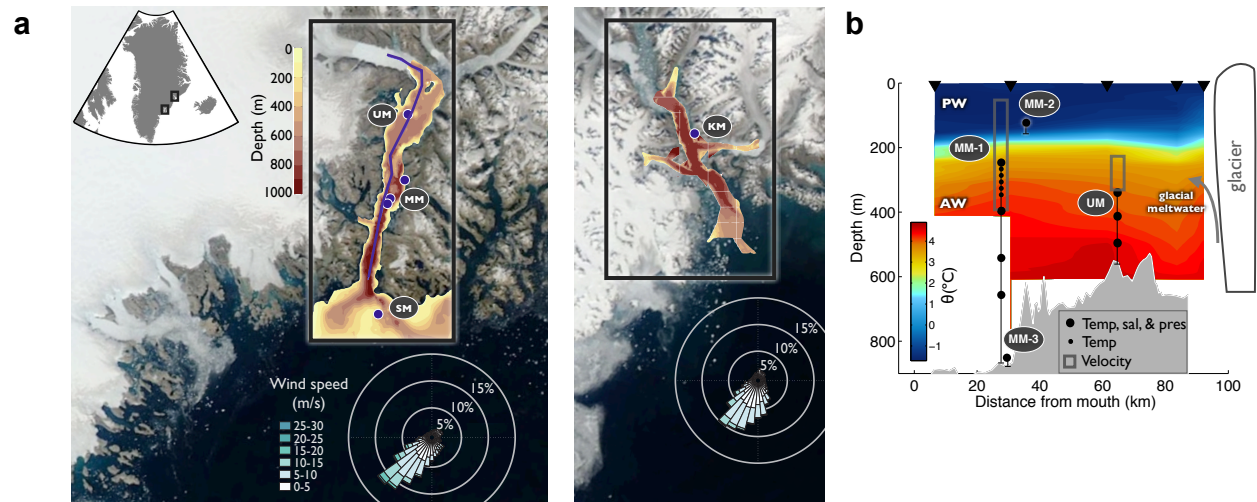 a
0
200
400
600
800
1000
Depth (m)
UM
MM
SM
KM
15%
10%
5%
15%
10%
5%
Wind speed
(m/s)
25-30
20-25
15-20
10-15
5-10
0-5
b
0
200
400
600
800
Depth (m)
PW
AW
MM-2
MM-1
UM
MM-3
glacial
meltwater
glacier
θ(°C)
4
3
2
1
0
−1
Temp, sal, & pres
Temp
Velocity
0
20
40
60
80
100
Distance from mouth (km)